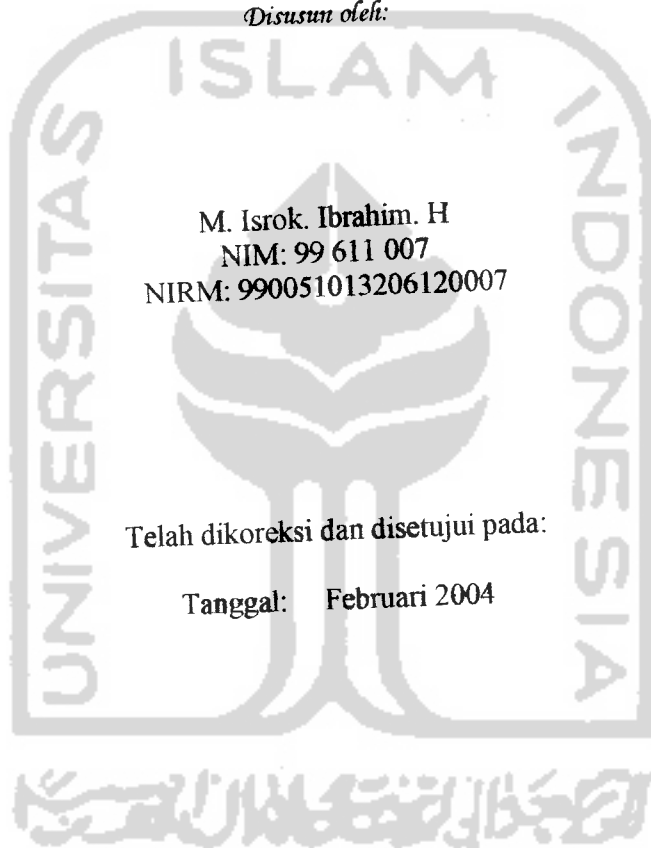 Disusun oleh:
ISLAM
UNIVERSITAS
INDONESIA
M. Isrok. Ibrahim. H
NIM: 99 611 007
NIRM: 990051013206120007
Telah dikoreksi dan disetujui pada:
Tanggal: Februari 2004